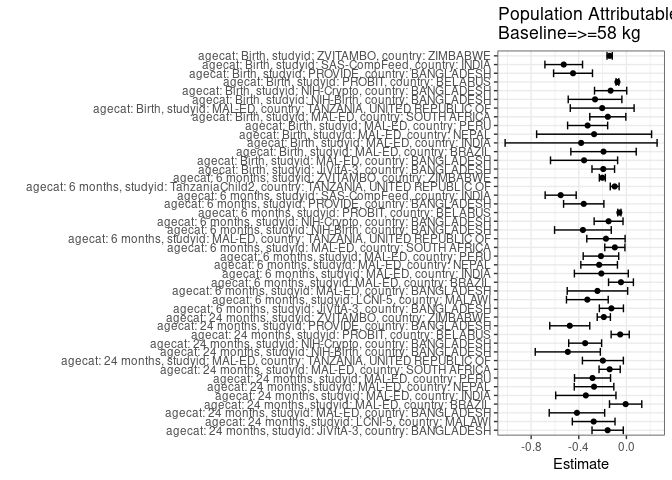 Population Attributable
Baseline=>=58 kg
agecat: Birth, studyid: ZVITAMBO, country: ZIMBABWE
agecat: Birth, studyid: SAS-CompFeed, country: INDIA
agecat: Birth, studyid: PROVIDE, country: BANGLADESH
agecat: Birth, studyid: PROBIT, country: BELARUS
agecat: Birth, studyid: NIH-Crypto, country: BANGLADESH
agecat: Birth, studyid: NIH-Birth, country: BANGLADESH
agecat: Birth, studyid: MAL-ED, country: TANZANIA, UNITED REPUBLIC OF
agecat: Birth, studyid: MAL-ED, country: SOUTH AFRICA
agecat: Birth, studyid: MAL-ED, country: PERU
agecat: Birth, studyid: MAL-ED, country: NEPAL
agecat: Birth, studyid: MAL-ED, country: INDIA
agecat: Birth, studyid: MAL-ED, country: BRAZIL
agecat: Birth, studyid: MAL-ED, country: BANGLADESH
agecat: Birth, studyid: JiVitA-3, country: BANGLADESH
agecat: 6 months, studyid: ZVITAMBO, country: ZIMBABWE
agecat: 6 months, studyid: TanzaniaChild2, country: TANZANIA, UNITED REPUBLIC OF
agecat: 6 months, studyid: SAS-CompFeed, country: INDIA
agecat: 6 months, studyid: PROVIDE, country: BANGLADESH
agecat: 6 months, studyid: PROBIT, country: BELARUS
agecat: 6 months, studyid: NIH-Crypto, country: BANGLADESH
agecat: 6 months, studyid: NIH-Birth, country: BANGLADESH
agecat: 6 months, studyid: MAL-ED, country: TANZANIA, UNITED REPUBLIC OF
agecat: 6 months, studyid: MAL-ED, country: SOUTH AFRICA
agecat: 6 months, studyid: MAL-ED, country: PERU
agecat: 6 months, studyid: MAL-ED, country: NEPAL
agecat: 6 months, studyid: MAL-ED, country: INDIA
agecat: 6 months, studyid: MAL-ED, country: BRAZIL
agecat: 6 months, studyid: MAL-ED, country: BANGLADESH
agecat: 6 months, studyid: LCNI-5, country: MALAWI
agecat: 6 months, studyid: JiVitA-3, country: BANGLADESH
agecat: 24 months, studyid: ZVITAMBO, country: ZIMBABWE
agecat: 24 months, studyid: PROVIDE, country: BANGLADESH
agecat: 24 months, studyid: PROBIT, country: BELARUS
agecat: 24 months, studyid: NIH-Crypto, country: BANGLADESH
agecat: 24 months, studyid: NIH-Birth, country: BANGLADESH
agecat: 24 months, studyid: MAL-ED, country: TANZANIA, UNITED REPUBLIC OF
agecat: 24 months, studyid: MAL-ED, country: SOUTH AFRICA
agecat: 24 months, studyid: MAL-ED, country: PERU
agecat: 24 months, studyid: MAL-ED, country: NEPAL
agecat: 24 months, studyid: MAL-ED, country: INDIA
agecat: 24 months, studyid: MAL-ED, country: BRAZIL
agecat: 24 months, studyid: MAL-ED, country: BANGLADESH
agecat: 24 months, studyid: LCNI-5, country: MALAWI
agecat: 24 months, studyid: JiVitA-3, country: BANGLADESH
-0.8 -0.4 0.0
Estimate